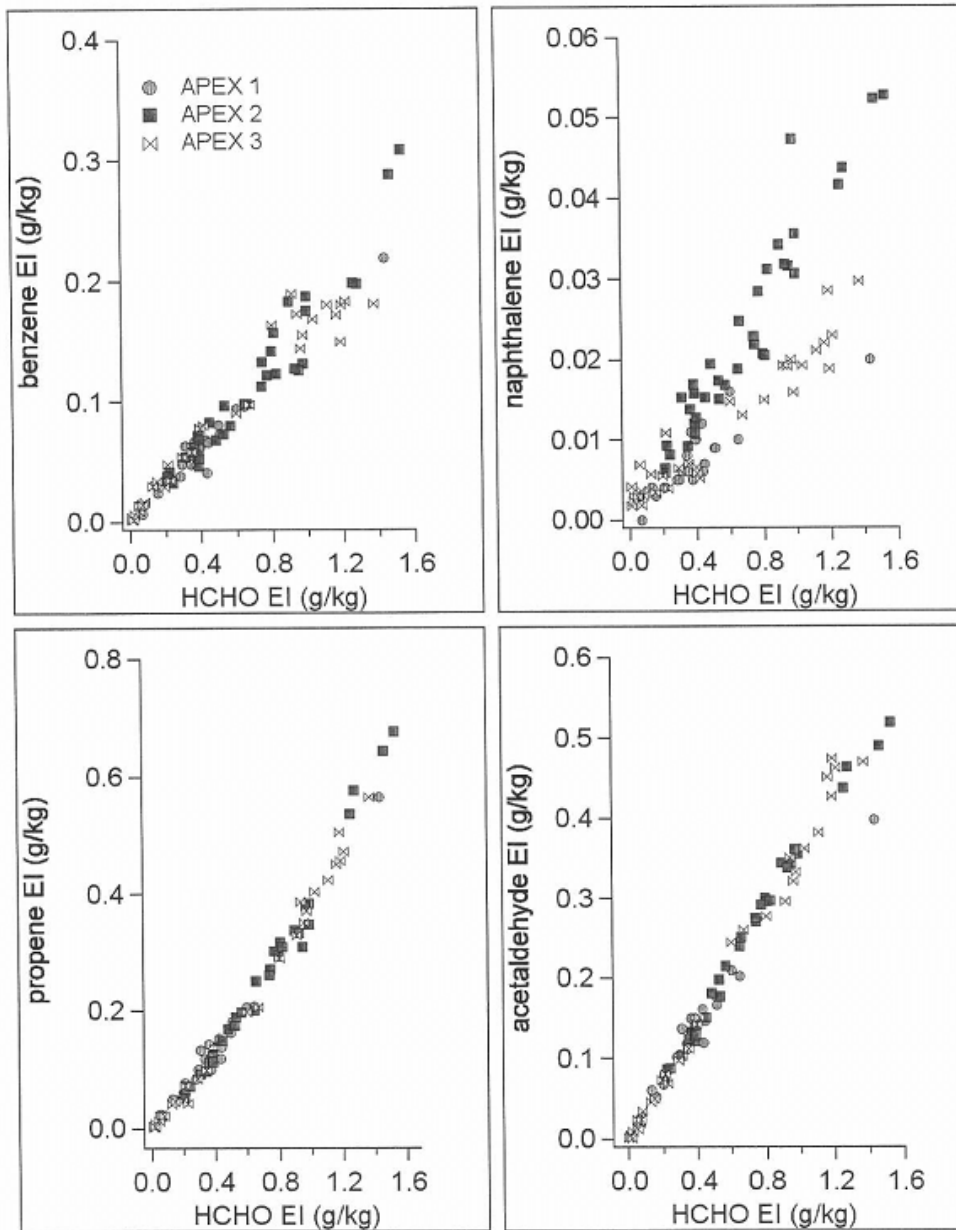 0.4
APEX 1
APEX 2
APEX 3
0.3
0.2
0.1
0.0
benzene EI (g/kg)
0.0 0.4 0.8 1.2 1.6
HCHO EI (g/kg)
0.06
0.05
0.04
0.03
0.02
0.01
0.00
naphthalene EI (g/kg)
0.0 0.4 0.8 1.2 1.6
HCHO EI (g/kg)
0.8
0.6
0.4
0.2
0.0
propene EI (g/kg)
0.0 0.4 0.8 1.2 1.6
HCHO EI (g/kg)
0.6
0.5
0.4
0.3
0.2
0.1
0.0
acetaldehyde EI (g/kg)
0.0 0.4 0.8 1.2 1.6
HCHO EI (g/kg)